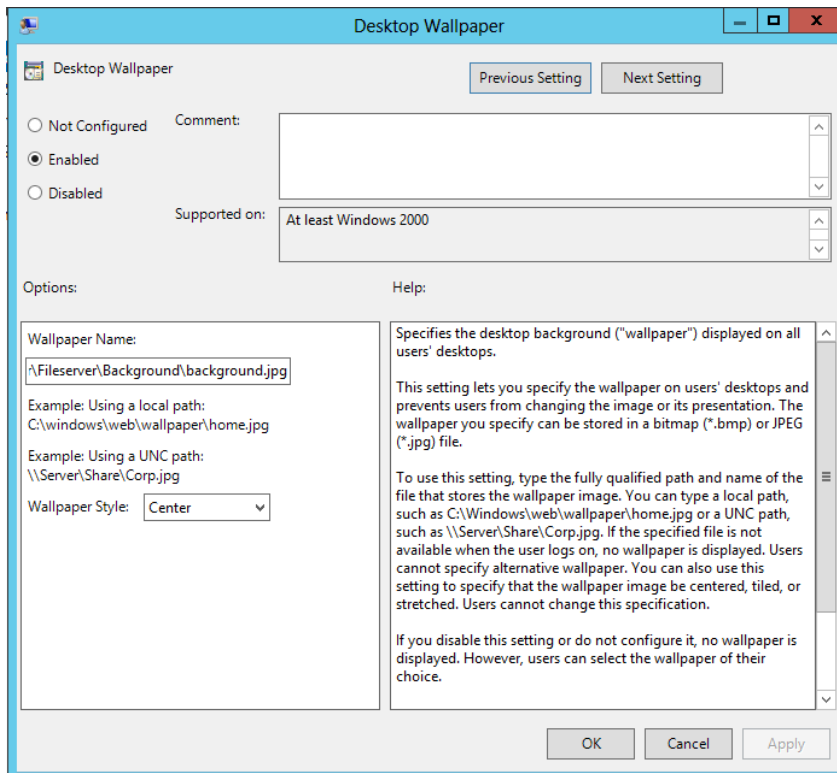 Desktop Wallpaper
Desktop Wallpaper
Previous Setting
Next Setting
Not Configured
Comment:
Enabled
Disabled
Supported on:
At least Windows 2000
Options:
Help:
Wallpaper Name:
\Fileserver\Background\background.jpg
Example: Using a local path:
C:\windows\web\wallpaper\home.jpg
Example: Using a UNC path:
\\Server\Share\Corp.jpg
Wallpaper Style:
Center
Specifies the desktop background ("wallpaper") displayed on all
users' desktops.
This setting lets you specify the wallpaper on users' desktops and
prevents users from changing the image or its presentation. The
wallpaper you specify can be stored in a bitmap (*.bmp) or JPEG
(*.jpg) file.
To use this setting, type the fully qualified path and name of the
file that stores the wallpaper image. You can type a local path,
such as C:\Windows\web\wallpaper\home.jpg or a UNC path,
such as \\Server\Share\Corp.jpg. If the specified file is not
available when the user logs on, no wallpaper is displayed. Users
cannot specify alternative wallpaper. You can also use this
setting to specify that the wallpaper image be centered, tiled, or
stretched. Users cannot change this specification.
If you disable this setting or do not configure it, no wallpaper is
displayed. However, users can select the wallpaper of their
choice.
OK
Cancel
Apply